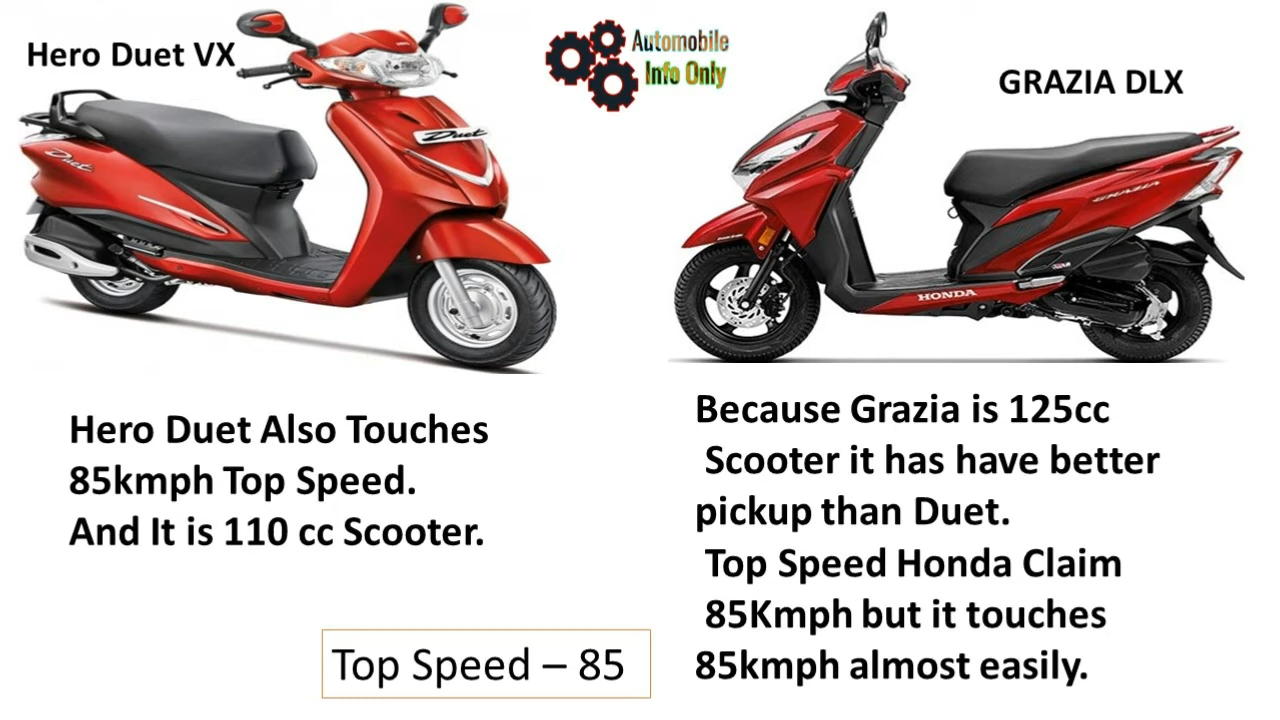 Hero Duet VX
Duet
Duet
Automobile
Info Only
GRAZIA DLX
GRAZIA
HONDA
Hero Duet Also Touches
85kmph Top Speed.
And It is 110 cc Scooter.
Top Speed – 85
Because Grazia is 125cc
Scooter it has have better
pickup than Duet.
Top Speed Honda Claim
85Kmph but it touches
85kmph almost easily.